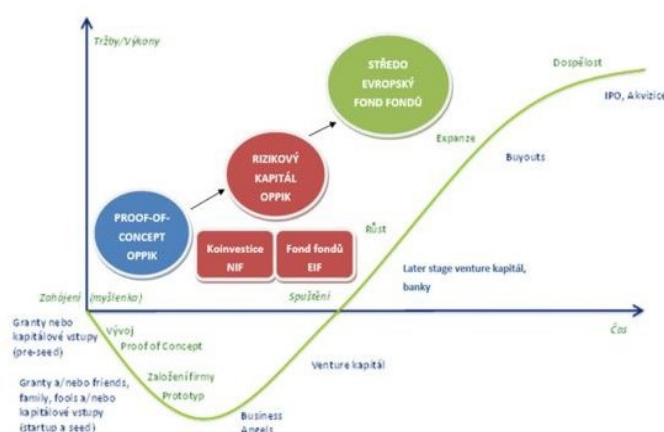 Tržby/Výkony
STŘEDO
EVROPSKÝ
FOND FONDŮ
Dospělost
IPO, Akvizice
Expanze
Buyouts
RIZIKOVÝ
KAPITÁL
OPPIK
PROOF-OF-
CONCEPT
OPPIK
Koinvestice
NIF
Fond fondů
EIF
Růst
Later stage venture kapitál,
banky
Zahájení (myšlenka)
Spuštění
Čas
Granty nebo
kapitálové vstupy
(pre-seed)
Vývoj
Proof of Concept
Založení firmy
Prototyp
Venture kapitál
Granty a/nebo friends,
family, fools a/nebo
kapitálové vstupy
(startup a seed)
Business
Angels